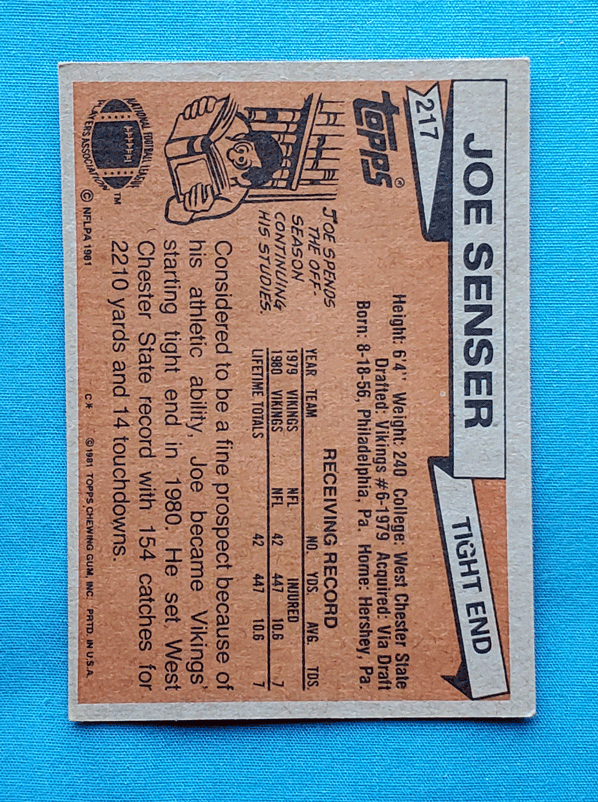 217
topps®
JOE SENSER
TIGHT END
Height: 6'4" Weight: 240 College: West Chester State
Drafted: Vikings #6-1979 Acquired: Via Draft
Born: 8-18-56, Philadelphia, Pa. Home: Hershey, Pa.
RECEIVING RECORD
YEAR TEAM NO. YDS. AVG. TDS.
1979 VIKINGS NFL INJURED
1980 VIKINGS NFL 42 447 10.6 7
LIFETIME TOTALS 42 447 10.6 7
JOE SPENDS
THE OFF-
SEASON
CONTINUING
HIS STUDIES.
Considered to be a fine prospect because of
his athletic ability, Joe became Vikings'
starting tight end in 1980. He set West
Chester State record with 154 catches for
2210 yards and 14 touchdowns.
NATIONAL FOOTBALL LEAGUE
PLAYERS ASSOCIATION
TM
© NFLPA 1981
C* © 1981 TOPPS CHEWING GUM, INC. PRTD. IN U.S.A.